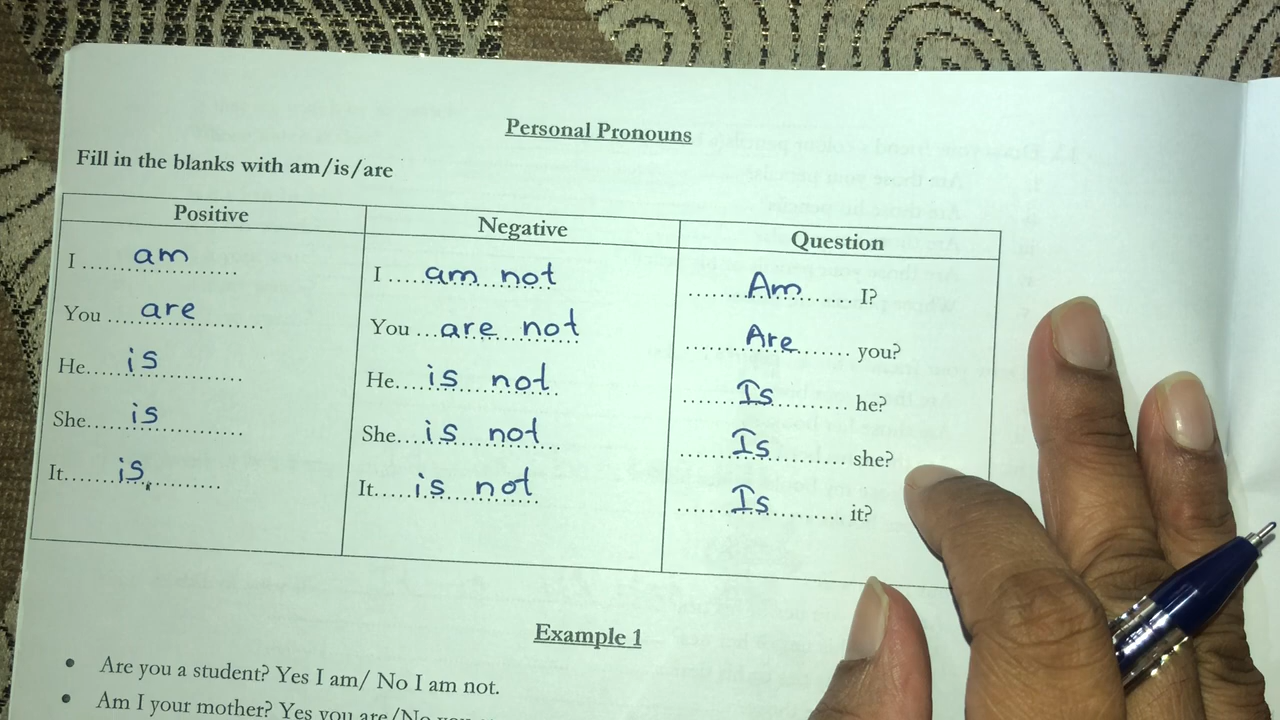 Personal Pronouns
Fill in the blanks with am/is/are
Positive Negative Question
I am I am not Am I?
You are You are not Are you?
He is He is not Is he?
She is She is not Is she?
It is It is not Is it?
Example 1
• Are you a student? Yes I am/ No I am not.
• Am I your mother? Yes you are/No